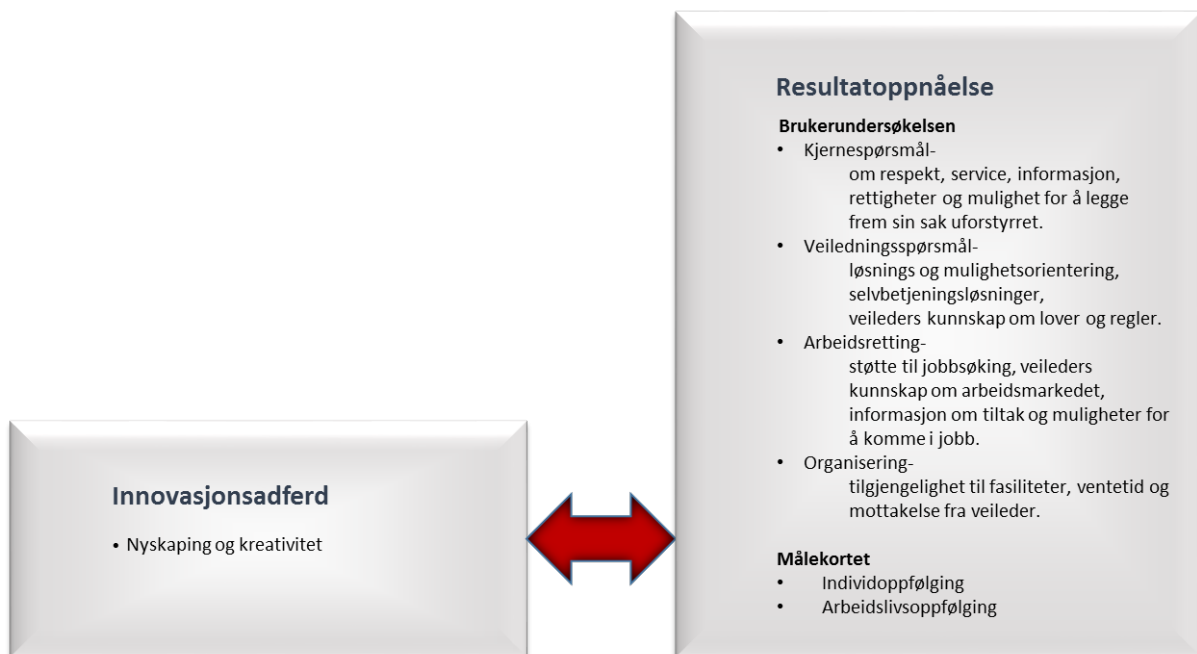 Innovasjonsadferd
• Nyskaping og kreativitet
Resultatoppnåelse
Brukerundersøkelsen
• Kjernespørsmål-
om respekt, service, informasjon,
rettigheter og mulighet for å legge
frem sin sak uforstyrret.
• Veiledningsspørsmål-
løsnings og mulighetsorientering,
selvbetjeningsløsninger,
veileders kunnskap om lover og regler.
• Arbeidsretting-
støtte til jobbsøking, veileders
kunnskap om arbeidsmarkedet,
informasjon om tiltak og muligheter for
å komme i jobb.
• Organisering-
tilgjengelighet til fasiliteter, ventetid og
mottakelse fra veileder.
Målekortet
• Individoppfølging
• Arbeidslivsoppfølging